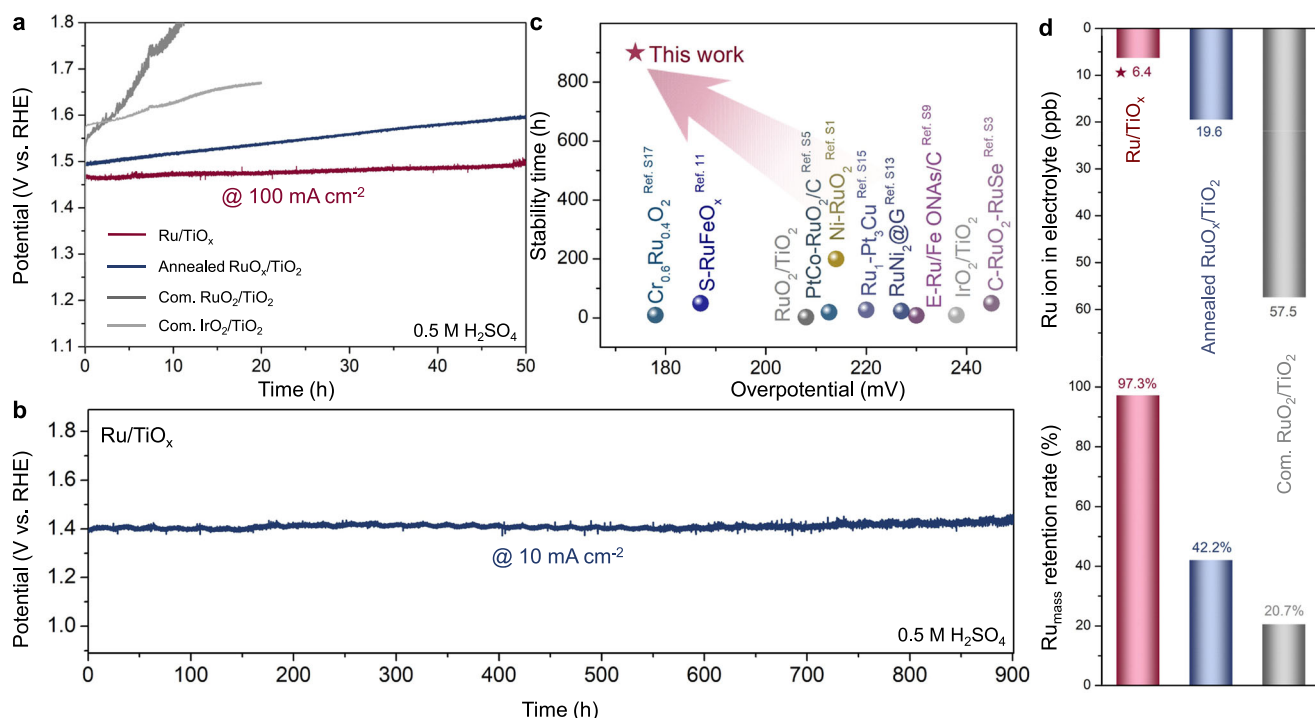 a
1.8
1.7
1.6
1.5
1.4
1.3
1.2
1.1
Potential (V vs. RHE)
@ 100 mA cm-2
Ru/TiOx
Annealed RuOx/TiO2
Com. RuO2/TiO2
Com. IrO2/TiO2
0.5 M H2SO4
0 10 20 30 40 50
Time (h)
c
Stability time (h)
800
600
400
200
0
This work
Cr0.6Ru0.4O2 Ref. S17
S-RuFeOx Ref. 11
RuO2/TiO2
PtCo-RuO2/C Ref. S5
Ni-RuO2 Ref. S1
Ru1-Pt3Cu Ref. S15
RuNi2@G Ref. S13
E-Ru/Fe ONAs/C Ref. S9
IrO2/TiO2
C-RuO2-RuSe Ref. S3
180 200 220 240
Overpotential (mV)
b
1.8
1.6
1.4
1.2
1.0
Potential (V vs. RHE)
Ru/TiOx
@ 10 mA cm-2
0.5 M H2SO4
0 100 200 300 400 500 600 700 800 900
Time (h)
d
Ru ion in electrolyte (ppb)
0
10
20
30
40
50
60
6.4
19.6
57.5
Ru/TiOx
Annealed RuOx/TiO2
Com. RuO2/TiO2
Rumass retention rate (%)
100
80
60
40
20
0
97.3%
42.2%
20.7%